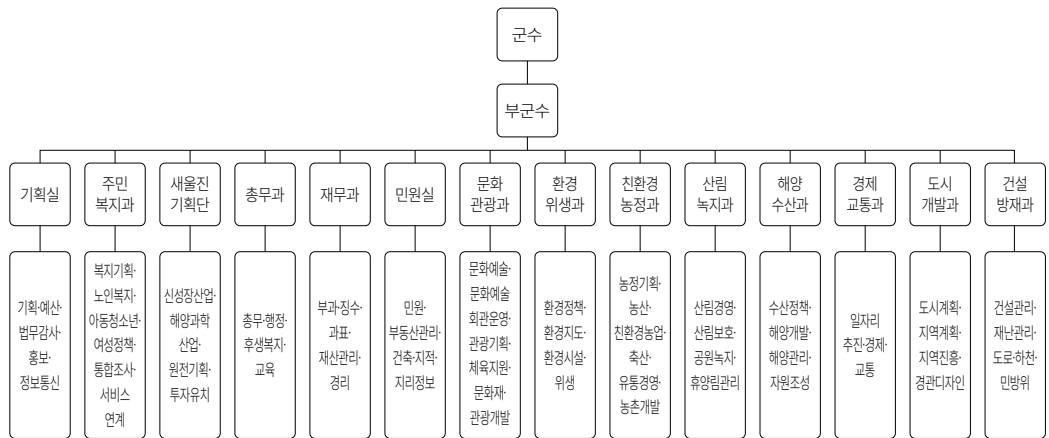 군수
부군수
기획실
주민
복지과
새울진
기획단
총무과
재무과
민원실
문화
관광과
환경
위생과
친환경
농정과
산림
녹지과
해양
수산과
경제
교통과
도시
개발과
건설
방재과
기획·예산·
법무감사·
홍보·
정보통신
복지기획·
노인복지·
아동청소년·
여성정책·
통합조사·
서비스
연계
신성장산업·
해양과학
산업·
원전기획·
투자유치
총무·행정·
후생복지·
교육
부과·징수·
과표·
재산관리·
경리
민원·
부동산관리·
건축·지적·
지리정보
문화예술·
문화예술
회관운영·
관광기획·
체육지원·
문화재·
관광개발
환경정책·
환경지도·
환경시설·
위생
농정기획·
농산·
친환경농업·
축산·
유통경영·
농촌개발
산림경영·
산림보호·
공원녹지·
휴양림관리
수산정책·
해양개발·
해양관리·
자원조성
일자리
추진·경제·
교통
도시계획·
지역계획·
지역진흥·
경관디자인
건설관리·
재난관리·
도로·하천·
민방위